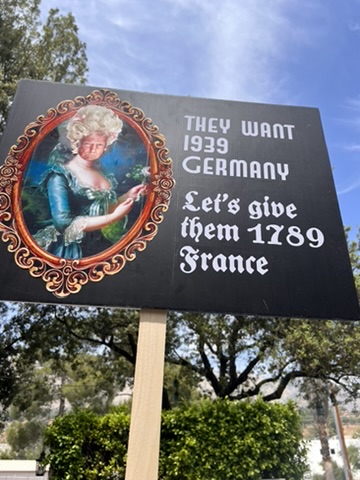 THEY WANT
1939
GERMANY
Let's give
them 1789
France